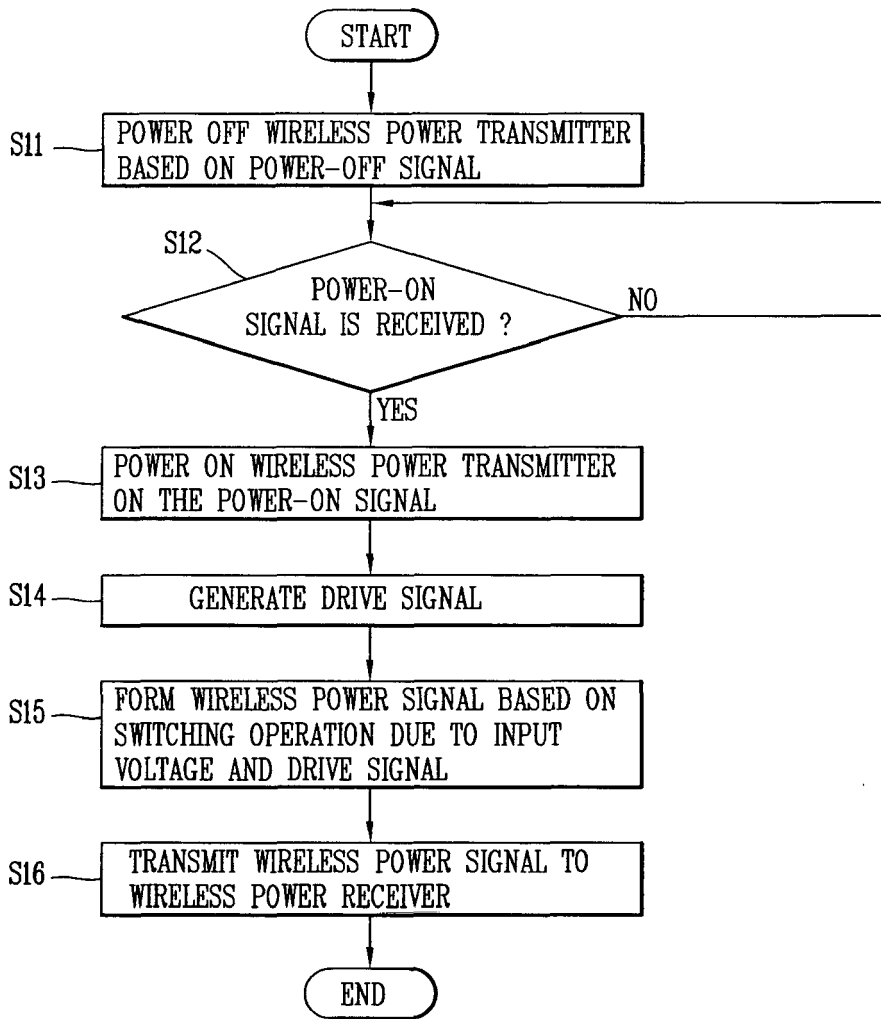 START
S11
POWER OFF WIRELESS POWER TRANSMITTER
BASED ON POWER-OFF SIGNAL
S12
POWER-ON
SIGNAL IS RECEIVED ?
NO
YES
S13
POWER ON WIRELESS POWER TRANSMITTER
ON THE POWER-ON SIGNAL
S14
GENERATE DRIVE SIGNAL
S15
FORM WIRELESS POWER SIGNAL BASED ON
SWITCHING OPERATION DUE TO INPUT
VOLTAGE AND DRIVE SIGNAL
S16
TRANSMIT WIRELESS POWER SIGNAL TO
WIRELESS POWER RECEIVER
END